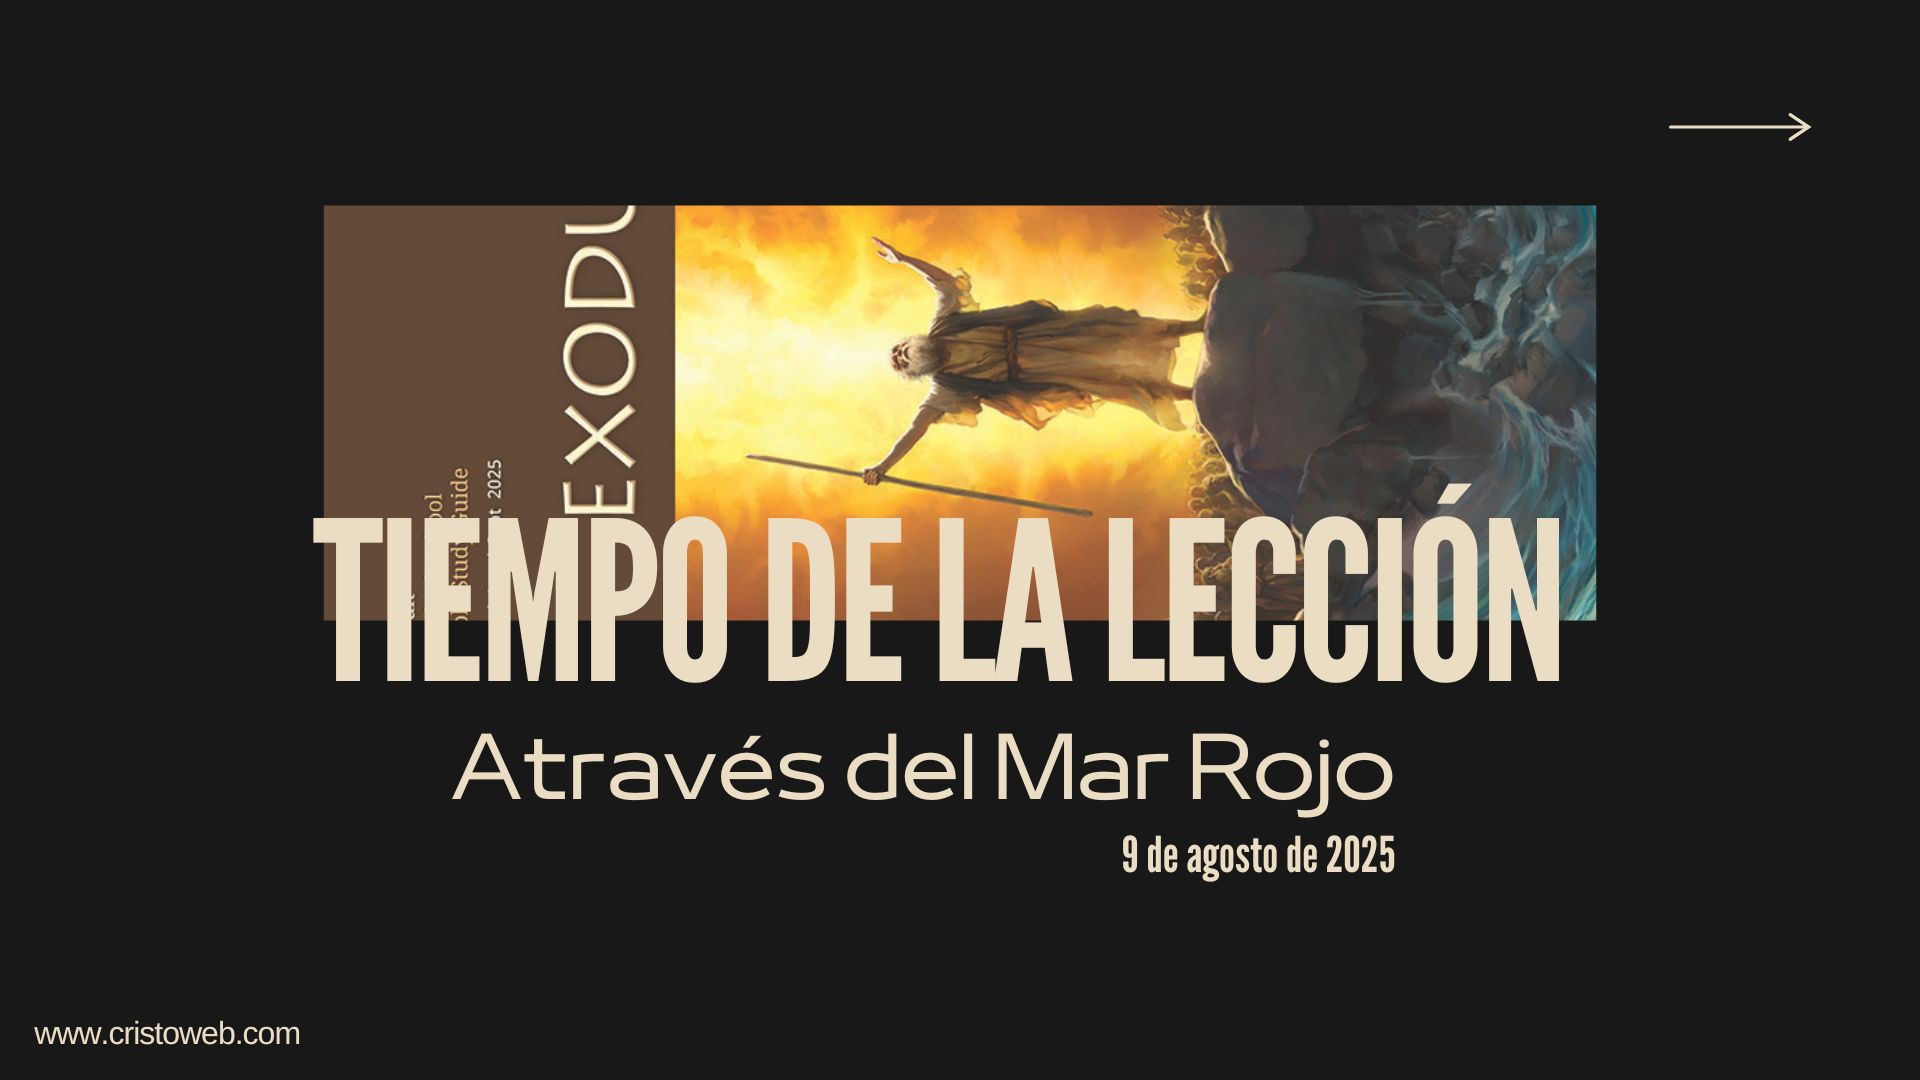 EXODU
2025
TIEMPO DE LA LECCIÓN
Através del Mar Rojo
9 de agosto de 2025
www.cristoweb.com